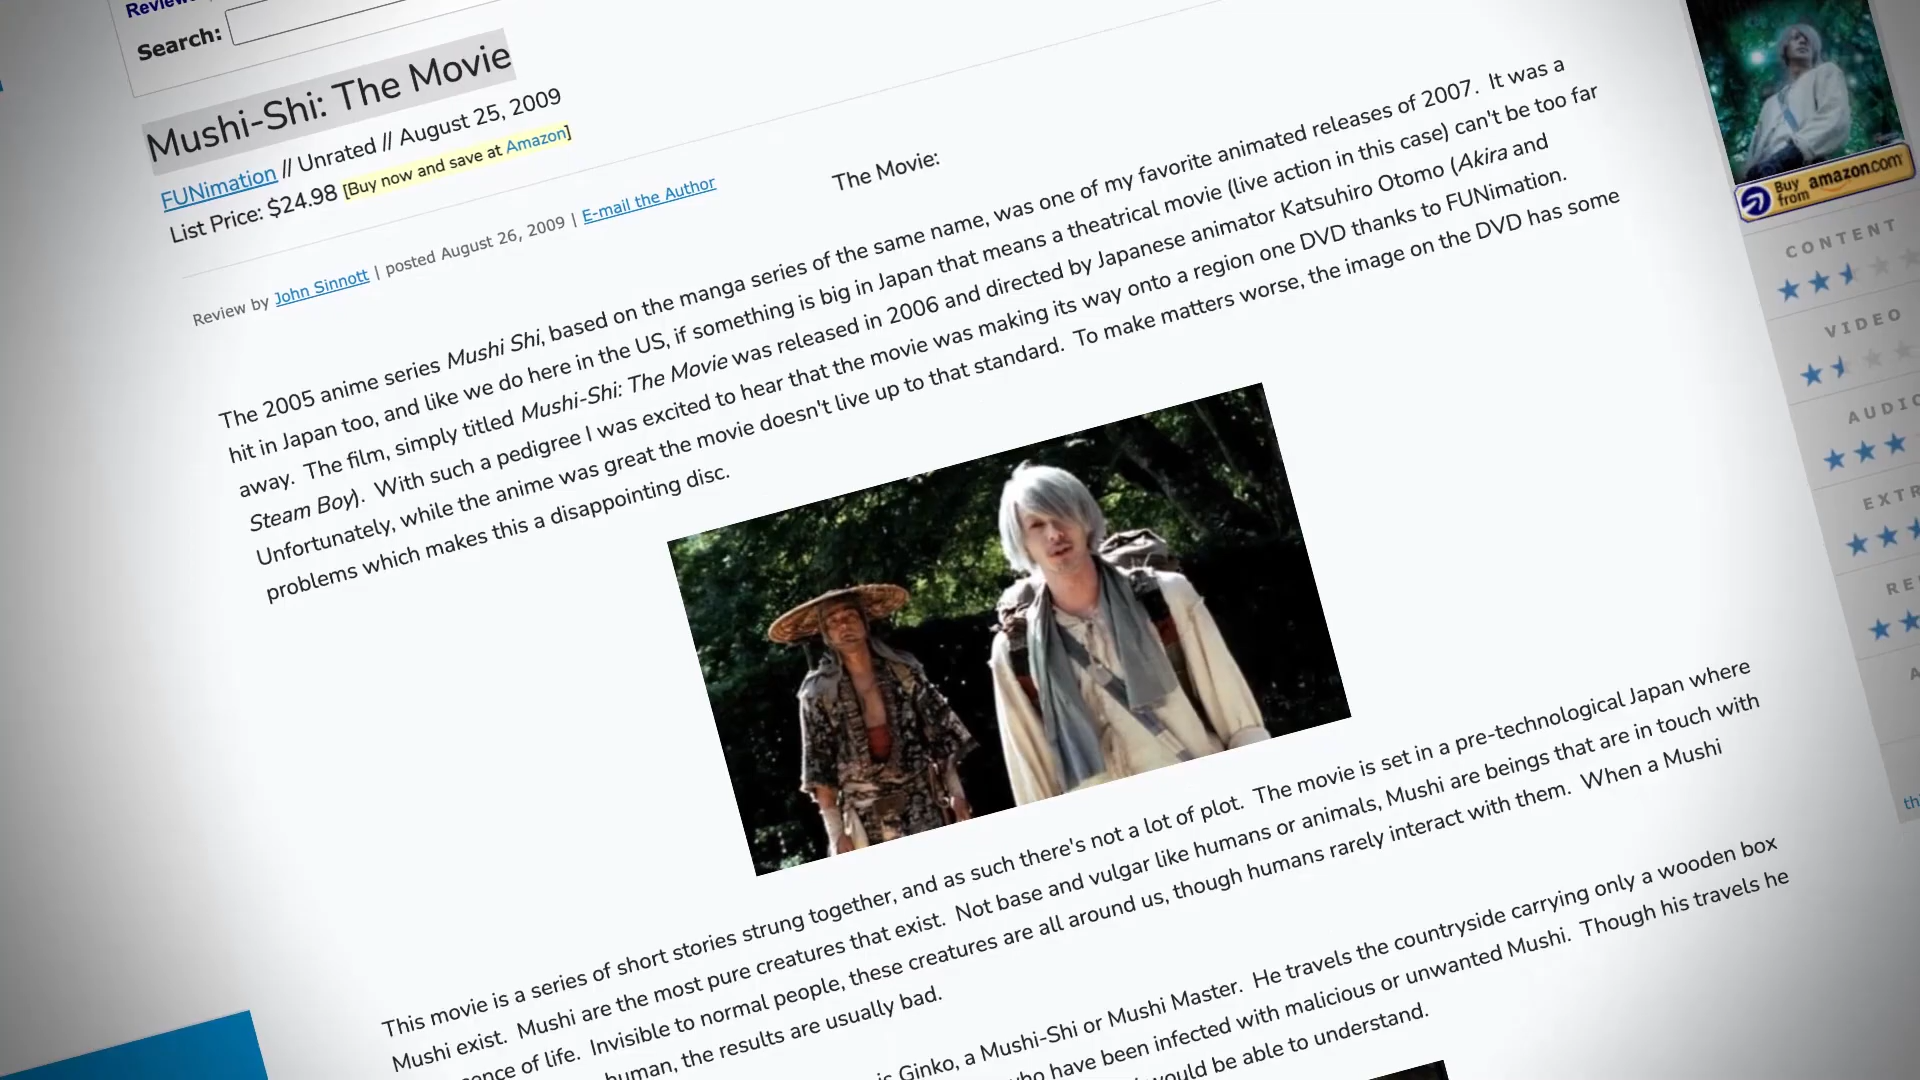 Search:
Mushi-Shi: The Movie
FUNimation // Unrated // August 25, 2009
List Price: $24.98 [Buy now and save at Amazon]
Review by John Sinnott | posted August 26, 2009 | E-mail the Author
The Movie:
The 2005 anime series Mushi Shi, based on the manga series of the same name, was one of my favorite animated releases of 2007. It was a
hit in Japan too, and like we do here in the US, if something is big in Japan that means a theatrical movie (live action in this case) can't be too far
away. The film, simply titled Mushi-Shi: The Movie was released in 2006 and directed by Japanese animator Katsuhiro Otomo (Akira and
Steam Boy). With such a pedigree I was excited to hear that the movie was making its way onto a region one DVD thanks to FUNimation.
Unfortunately, while the anime was great the movie doesn't live up to that standard. To make matters worse, the image on the DVD has some
problems which makes this a disappointing disc.
This movie is a series of short stories strung together, and as such there's not a lot of plot. The movie is set in a pre-technological Japan where
Mushi exist. Mushi are the most pure creatures that exist. Not base and vulgar like humans or animals, Mushi are beings that are in touch with
of life. Invisible to normal people, these creatures are all around us, though humans rarely interact with them. When a Mushi
human, the results are usually bad.
is Ginko, a Mushi-Shi or Mushi Master. He travels the countryside carrying only a wooden box
who have been infected with malicious or unwanted Mushi. Though his travels he
would be able to understand.
Buy from amazon.com
CONTENT
VIDEO